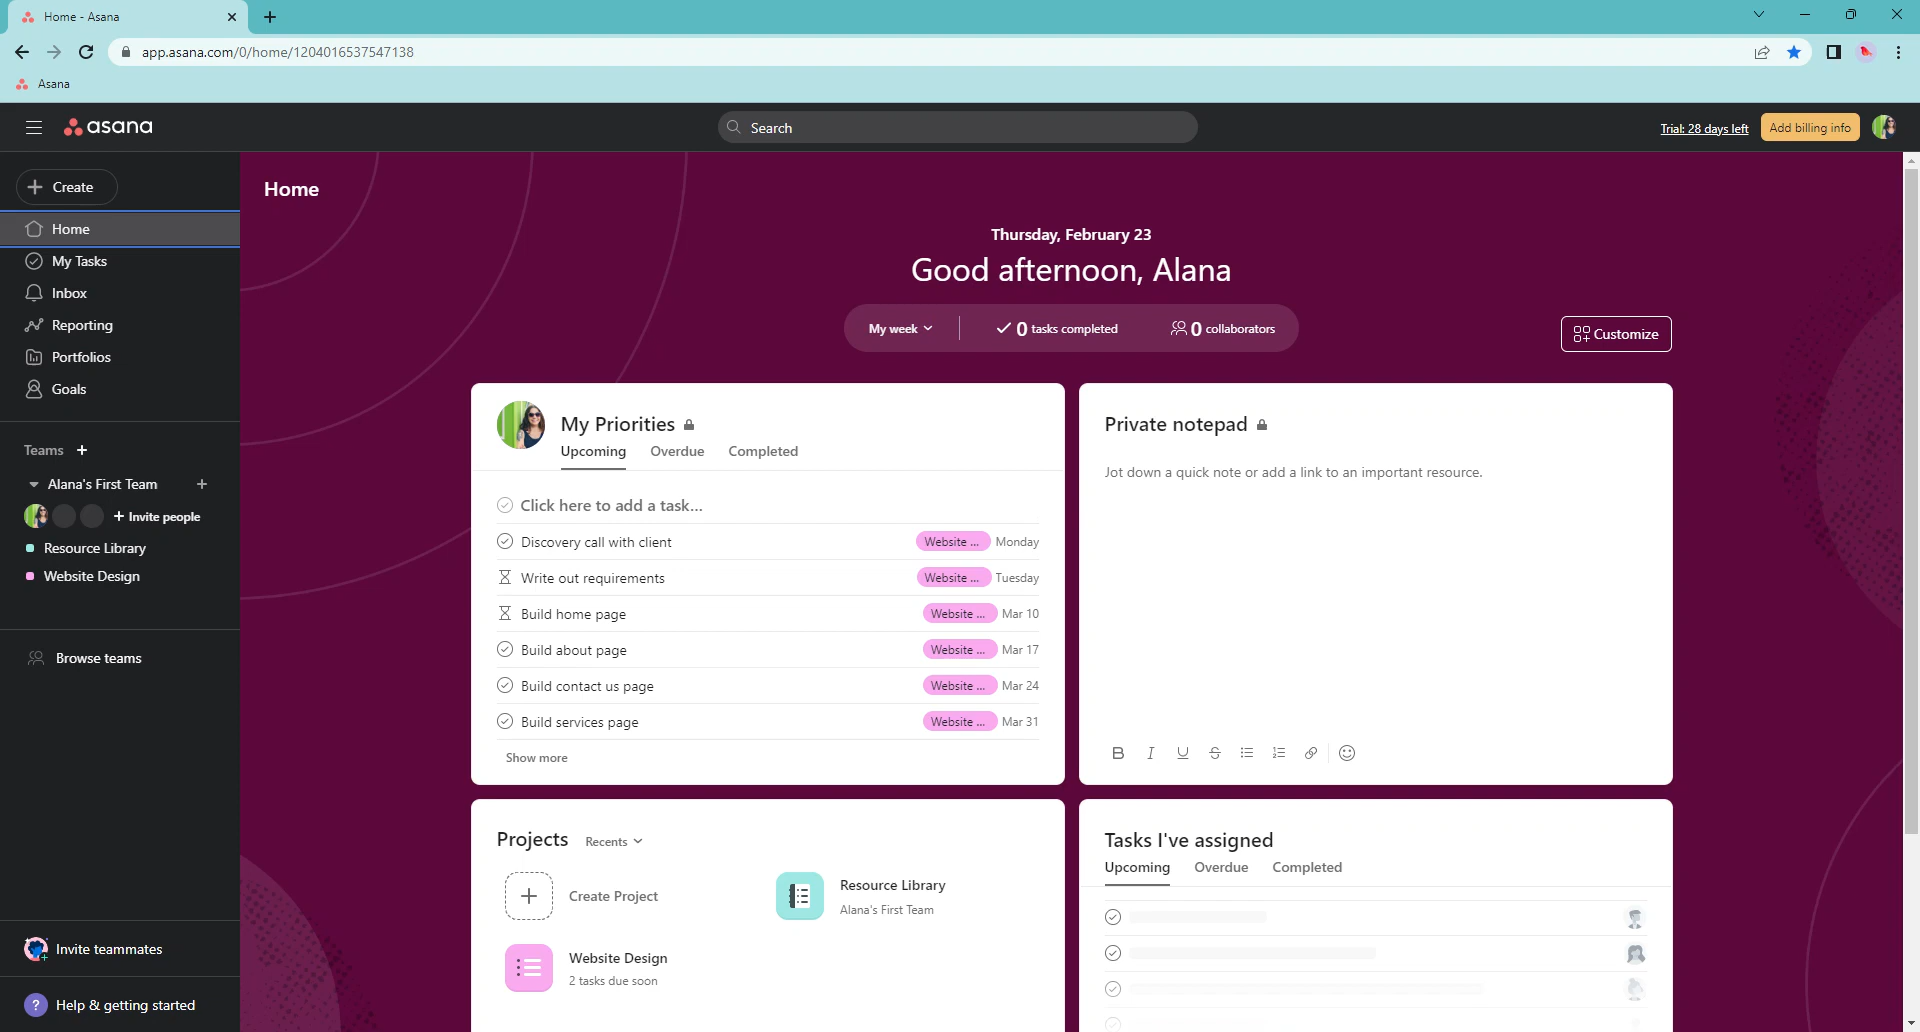 Home - Asana
app.asana.com/0/home/1204016537547138
Asana
asana
Search
Trial: 28 days left
Add billing info
Create
Home
My Tasks
Inbox
Reporting
Portfolios
Goals
Teams +
Alana's First Team +
+ Invite people
Resource Library
Website Design
Browse teams
Invite teammates
? Help & getting started
Home
Thursday, February 23
Good afternoon, Alana
My week
0 tasks completed
0 collaborators
Customize
My Priorities
Upcoming Overdue Completed
Click here to add a task...
Discovery call with client Website ... Monday
Write out requirements Website ... Tuesday
Build home page Website ... Mar 10
Build about page Website ... Mar 17
Build contact us page Website ... Mar 24
Build services page Website ... Mar 31
Show more
Private notepad
Jot down a quick note or add a link to an important resource.
B I U S
Projects Recents
Create Project
Resource Library
Alana's First Team
Website Design
2 tasks due soon
Tasks I've assigned
Upcoming Overdue Completed